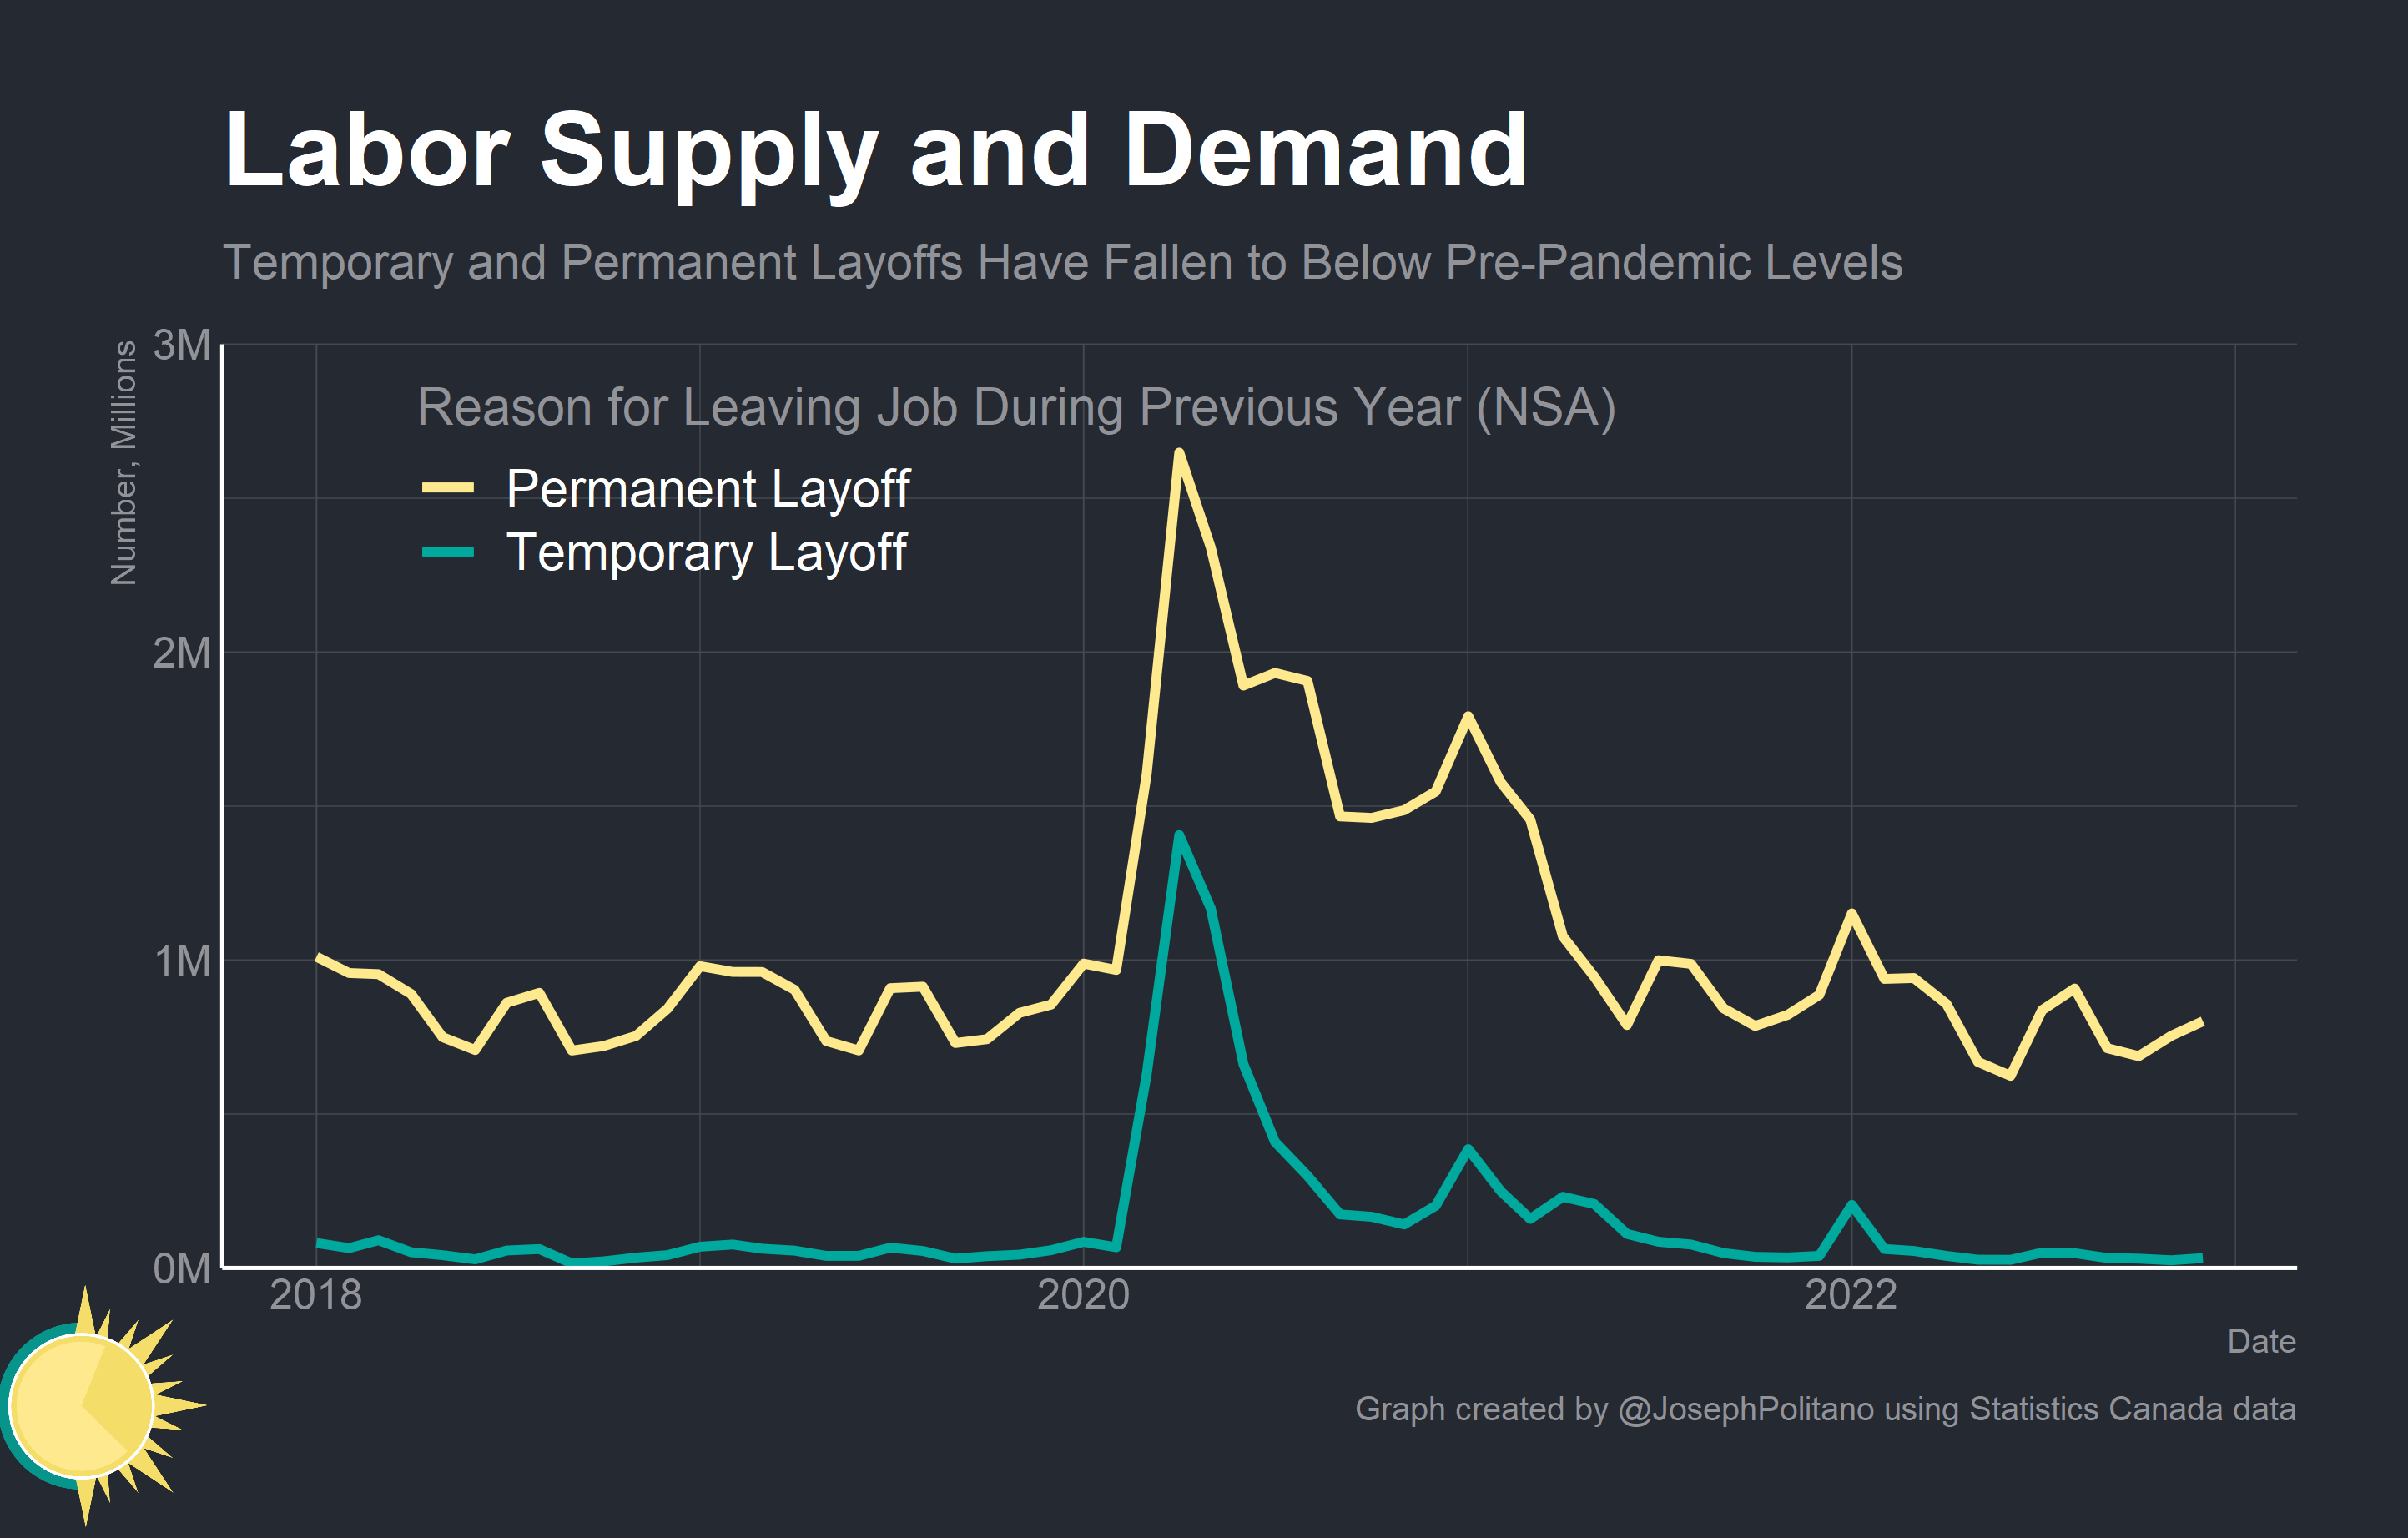 Labor Supply and Demand
Temporary and Permanent Layoffs Have Fallen to Below Pre-Pandemic Levels
Number, Millions
3M
2M
1M
0M
Reason for Leaving Job During Previous Year (NSA)
Permanent Layoff
Temporary Layoff
2018
2020
2022
Date
Graph created by @JosephPolitano using Statistics Canada data